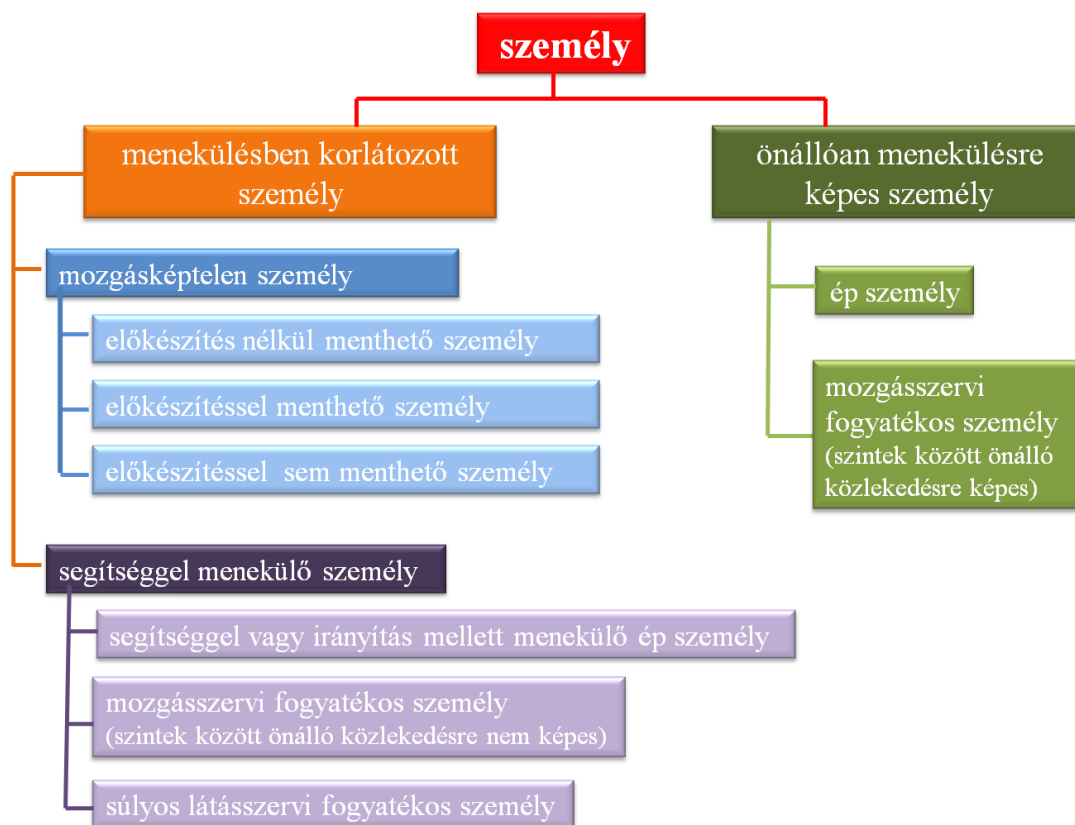 személy
menekülésben korlátozott
személy
önállóan menekülésre
képes személy
mozgásképtelen személy
előkészítés nélkül menthető személy
előkészítéssel menthető személy
előkészítéssel sem menthető személy
ép személy
mozgásszervi
fogyatékos személy
(szintek között önálló
közlekedésre képes)
segítséggel menekülő személy
segítséggel vagy irányítás mellett menekülő ép személy
mozgásszervi fogyatékos személy
(szintek között önálló közlekedésre nem képes)
súlyos látásszervi fogyatékos személy